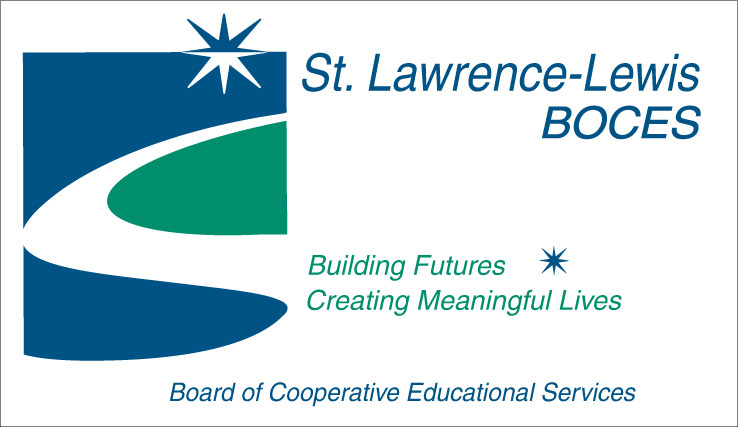 St. Lawrence-Lewis
BOCES
Building Futures
Creating Meaningful Lives
Board of Cooperative Educational Services